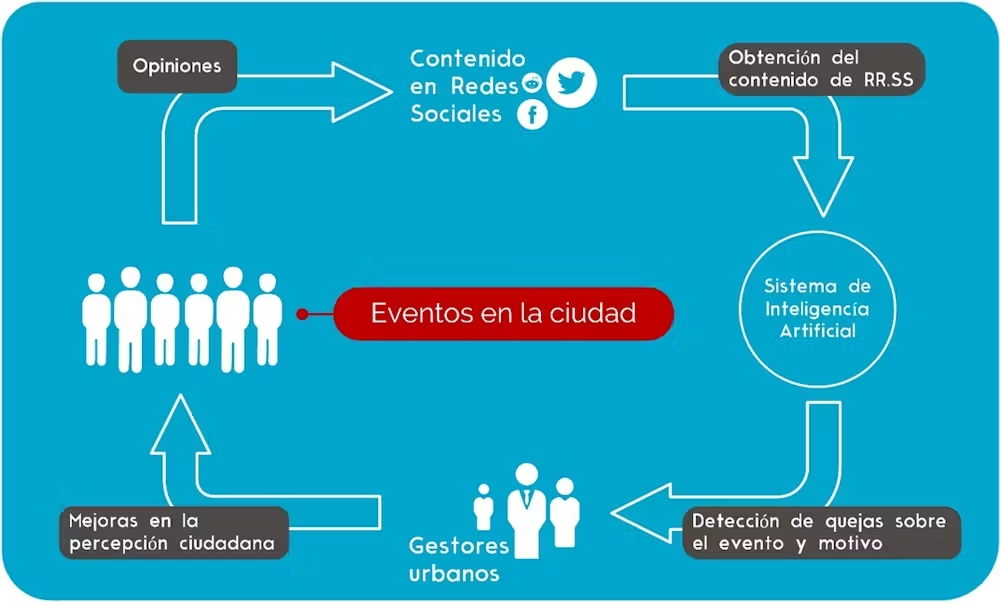 Opiniones
Contenido
en Redes
Sociales
Obtención del
contenido de RR.SS
Eventos en la ciudad
Sistema de
Inteligencía
Artificial
Mejoras en la
percepción ciudadana
Gestores
urbanos
Detección de quejas sobre
el evento y motivo